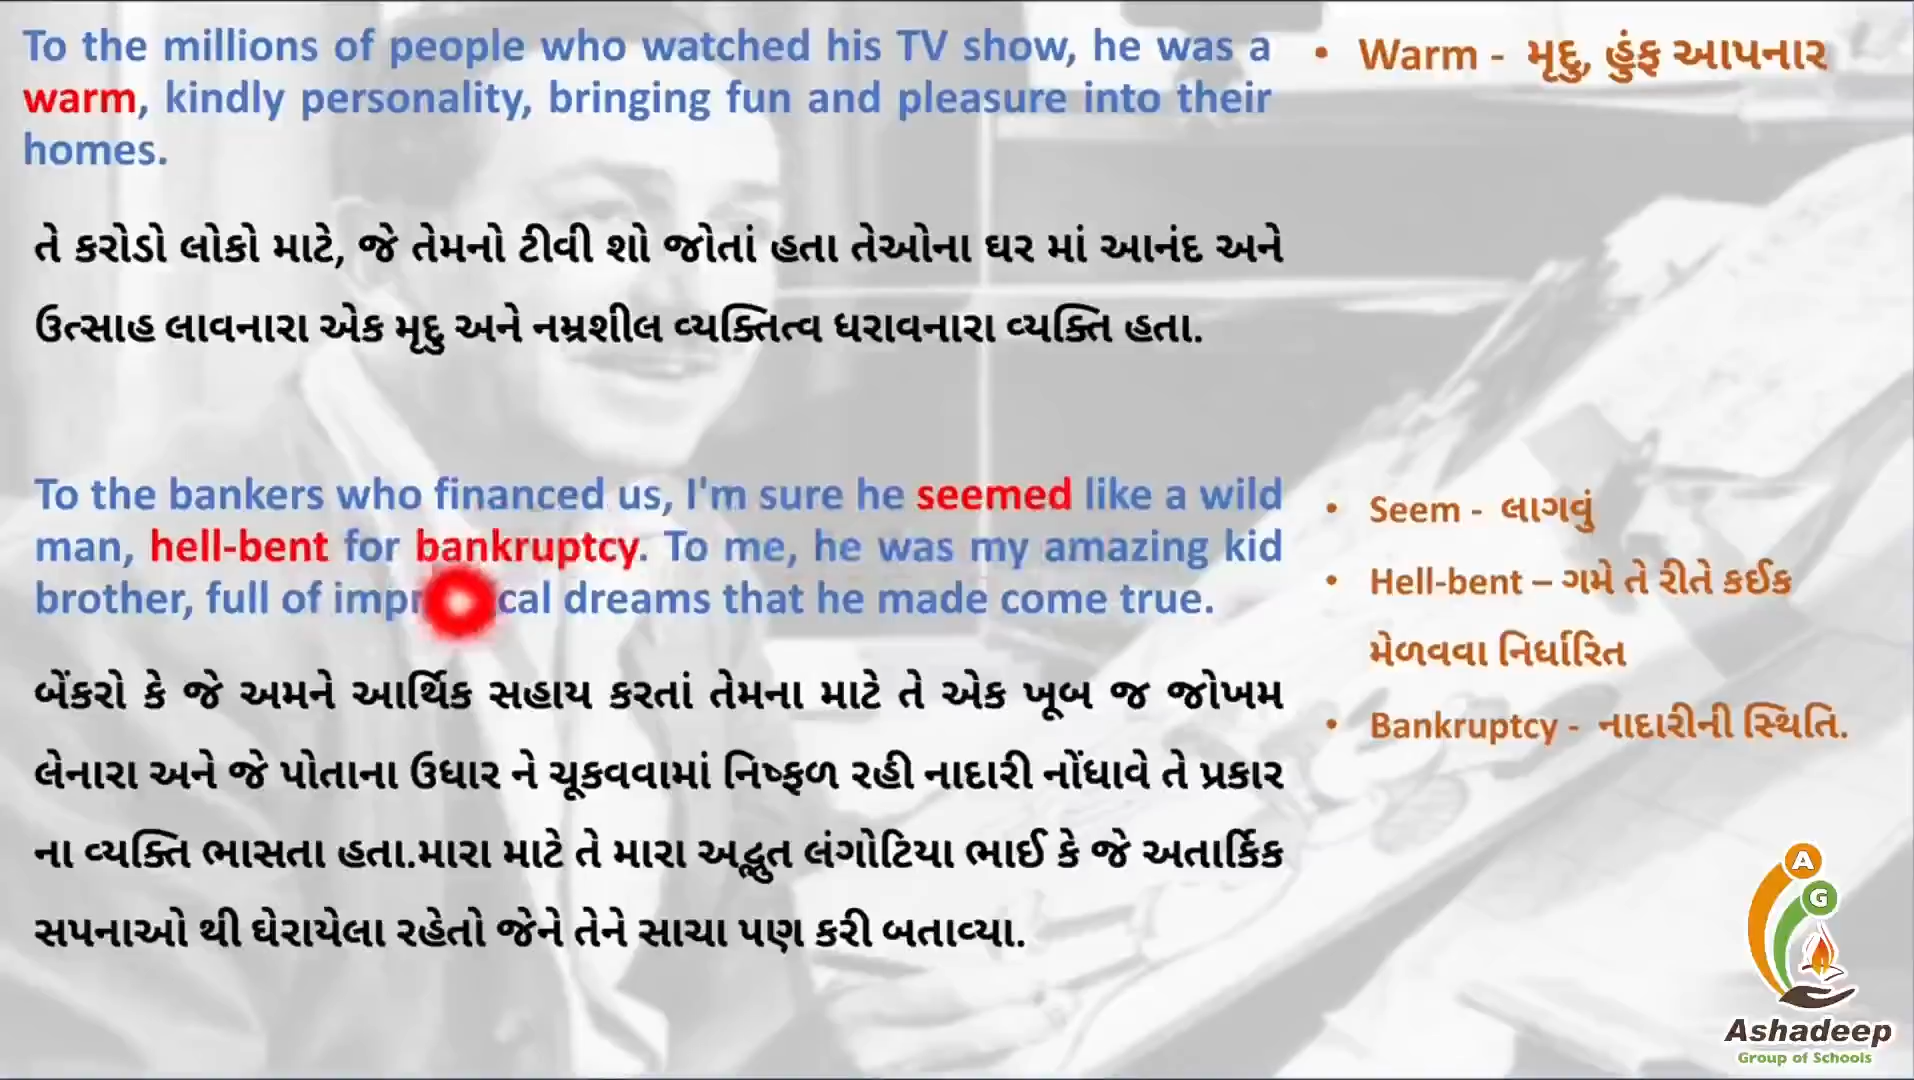 To the millions of people who watched his TV show, he was a
warm, kindly personality, bringing fun and pleasure into their
homes.
• Warm - મૃદુ, હુંફ આપનાર
તે કરોડો લોકો માટે, જે તેમનો ટીવી શો જોતાં હતા તેઓના ઘર માં આનંદ અને
ઉત્સાહ લાવનારા એક મૃદુ અને નમ્રશીલ વ્યક્તિત્વ ધરાવનારા વ્યક્તિ હતા.
To the bankers who financed us, I'm sure he seemed like a wild
man, hell-bent for bankruptcy. To me, he was my amazing kid
brother, full of dreams that he made come true.
• Seem - લાગવું
• Hell-bent – ગમે તે રીતે કઈક
મેળવવા નિર્ધારિત
• Bankruptcy - નાદારીની સ્થિતિ.
બેંકરો કે જે અમને આર્થિક સહાય કરતાં તેમના માટે તે એક ખૂબ જ જોખમ
લેનારા અને જે પોતાના ઉધાર ને ચૂકવવામાં નિષ્ફળ રહી નાદારી નોંધાવે તે પ્રકાર
ના વ્યક્તિ ભાસતા હતા.મારા માટે તે મારા અદ્ભુત લંગોટિયા ભાઈ કે જે અતાર્કિક
સપનાઓ થી ઘેરાયેલા રહેતો જેને તેને સાચા પણ કરી બતાવ્યા.
A
G
Ashadeep
Group of Schools